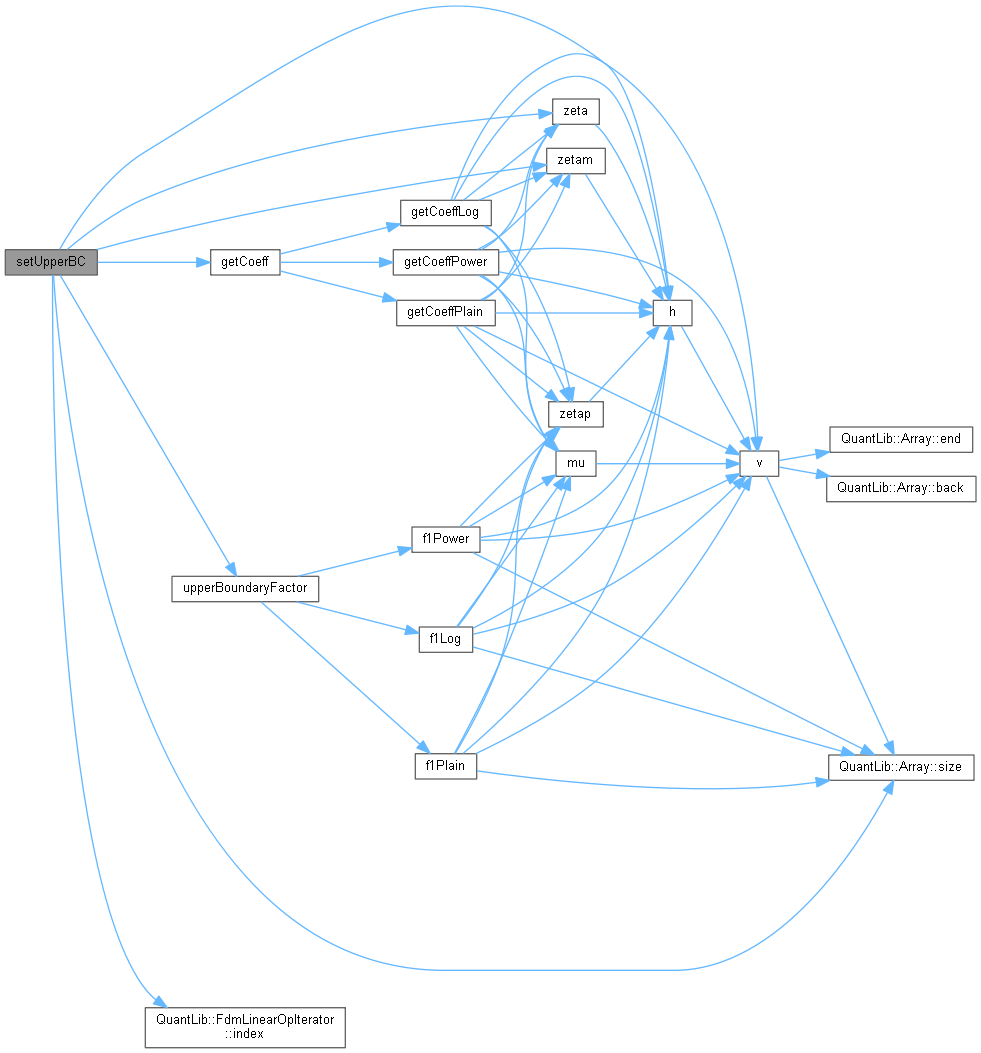 zeta
zetam
getCoeffLog
setUpperBC
getCoeff
getCoeffPower
getCoeffPlain
h
zetap
QuantLib::Array::end
mu
v
QuantLib::Array::back
f1Power
upperBoundaryFactor
f1Log
f1Plain
QuantLib::Array::size
QuantLib::FdmLinearOpIterator
::index